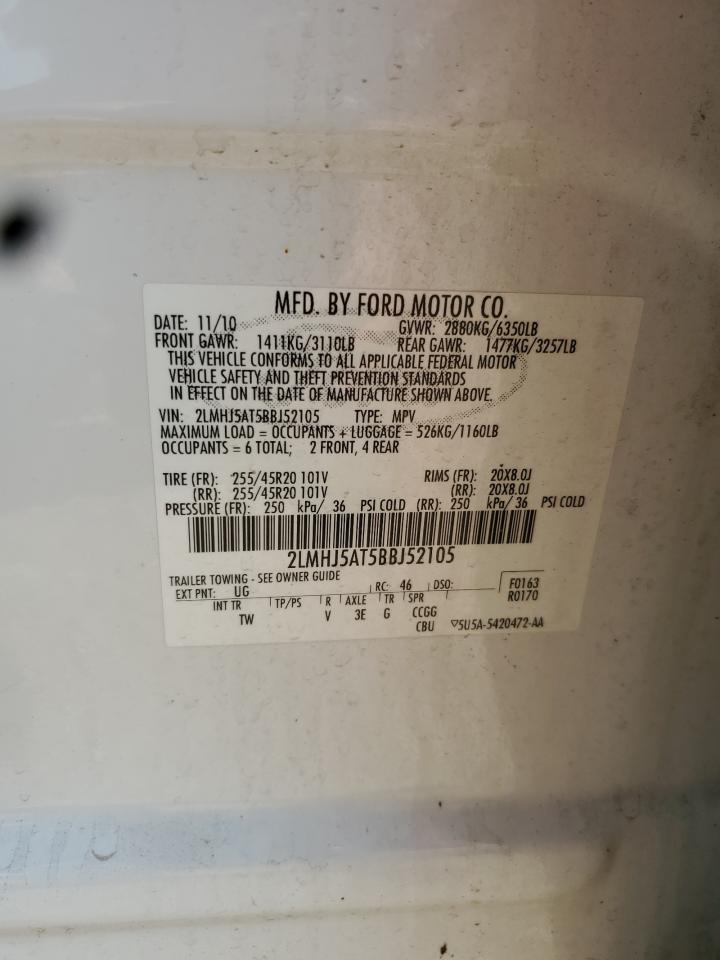 MFD. BY FORD MOTOR CO.
DATE: 11/10 GVWR: 2880KG/6350LB
FRONT GAWR: 1411KG/3110LB REAR GAWR: 1477KG/3257LB
THIS VEHICLE CONFORMS TO ALL APPLICABLE FEDERAL MOTOR
VEHICLE SAFETY AND THEFT PREVENTION STANDARDS
IN EFFECT ON THE DATE OF MANUFACTURE SHOWN ABOVE.
VIN: 2LMHJ5AT5BBJ52105 TYPE: MPV
MAXIMUM LOAD = OCCUPANTS + LUGGAGE = 526KG/1160LB
OCCUPANTS = 6 TOTAL; 2 FRONT, 4 REAR
TIRE (FR): 255/45R20 101V RIMS (FR): 20X8.0J
(RR): 255/45R20 101V (RR): 20X8.0J
PRESSURE (FR): 250 kPa/ 36 PSI COLD (RR): 250 kPa/ 36 PSI COLD
2LMHJ5AT5BBJ52105
TRAILER TOWING - SEE OWNER GUIDE
EXT PNT: UG RC: 46 DSO: F0163
INT TR TP/PS R AXLE TR SPR R0170
TW V 3E G CCGG
CBU ▽5U5A-5420472-AA